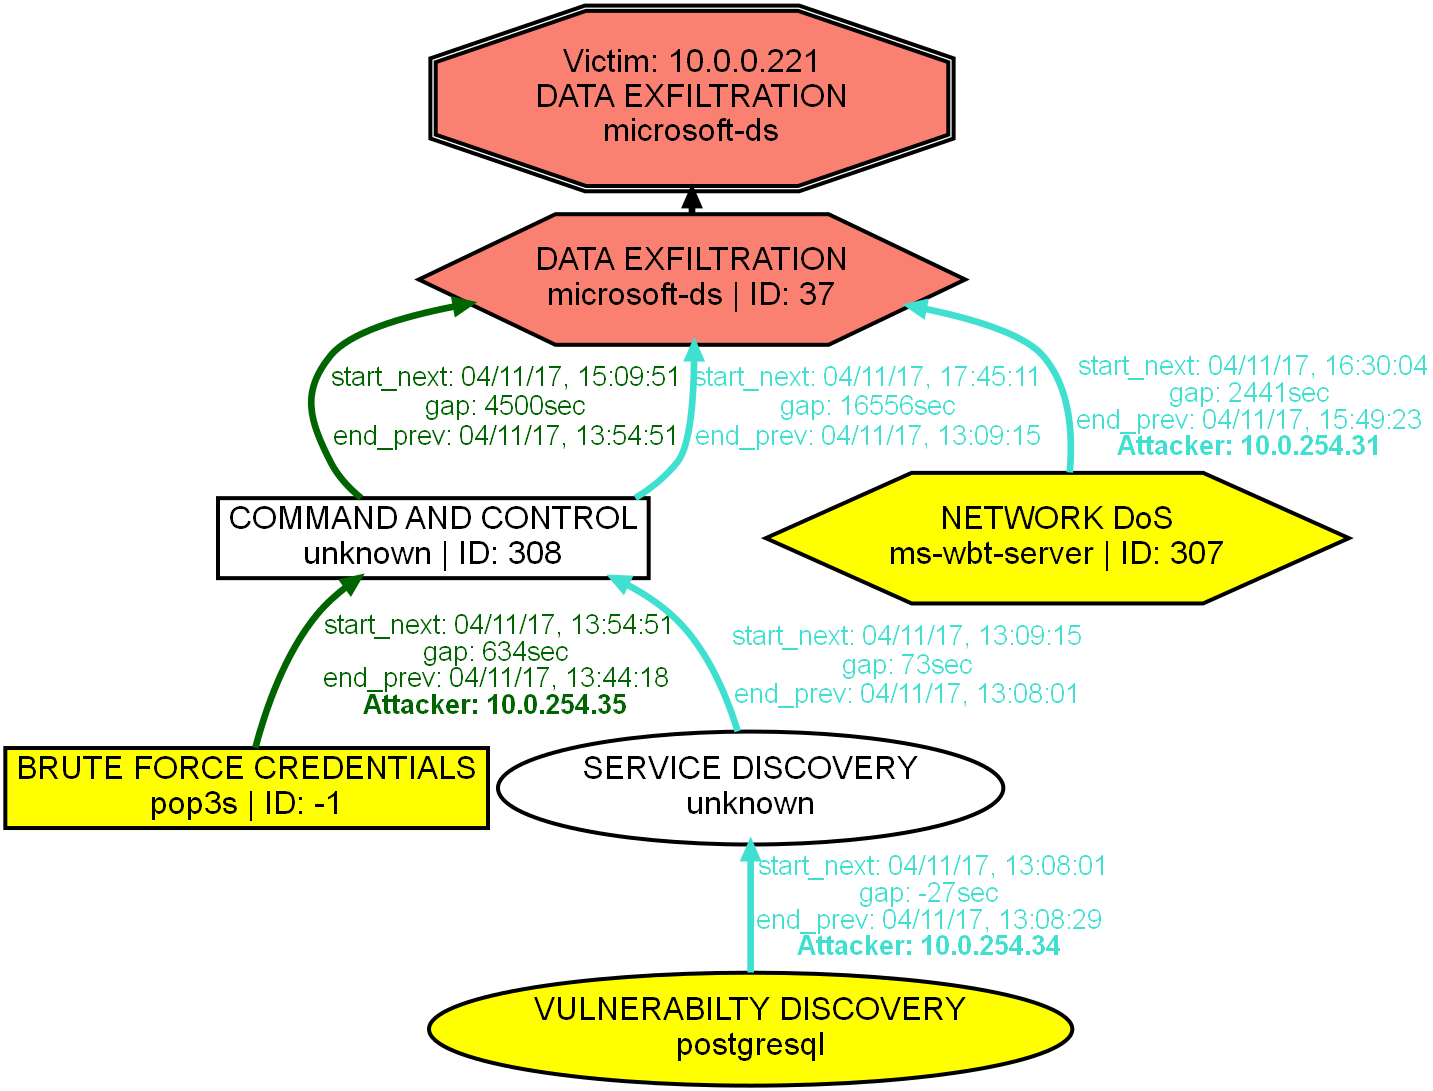 Victim: 10.0.0.221
DATA EXFILTRATION
microsoft-ds
DATA EXFILTRATION
microsoft-ds | ID: 37
start_next: 04/11/17, 15:09:51
gap: 4500sec
end_prev: 04/11/17, 13:54:51
start_next: 04/11/17, 17:45:11
gap: 16556sec
end_prev: 04/11/17, 13:09:15
start_next: 04/11/17, 16:30:04
gap: 2441sec
end_prev: 04/11/17, 15:49:23
Attacker: 10.0.254.31
COMMAND AND CONTROL
unknown | ID: 308
NETWORK DoS
ms-wbt-server | ID: 307
start_next: 04/11/17, 13:54:51
gap: 634sec
end_prev: 04/11/17, 13:44:18
Attacker: 10.0.254.35
start_next: 04/11/17, 13:09:15
gap: 73sec
end_prev: 04/11/17, 13:08:01
BRUTE FORCE CREDENTIALS
pop3s | ID: -1
SERVICE DISCOVERY
unknown
start_next: 04/11/17, 13:08:01
gap: -27sec
end_prev: 04/11/17, 13:08:29
Attacker: 10.0.254.34
VULNERABILTY DISCOVERY
postgresql